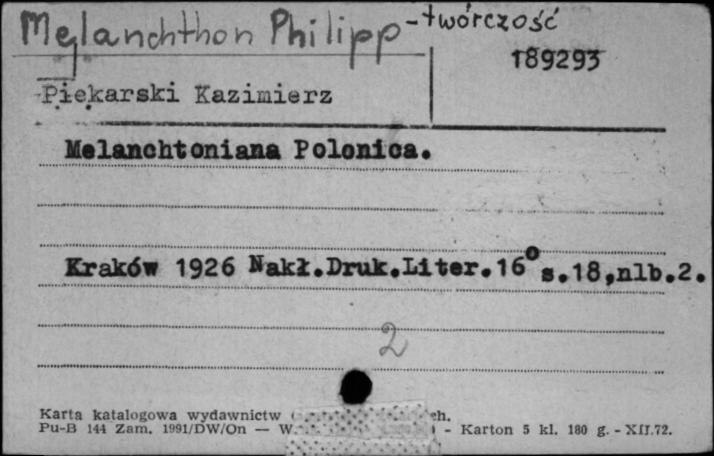 Melanchthon Philipp - twórczość
189293
Piekarski Kazimierz
Melanchtoniana Polonica.
Kraków 1926 Nakł.Druk.Liter.16° s.18,nlb.2.
2
Karta katalogowa wydawnictw
Pu-B 144 Zam. 1991/DW/On — W. - Karton 5 kl. 180 g. - XII.72.